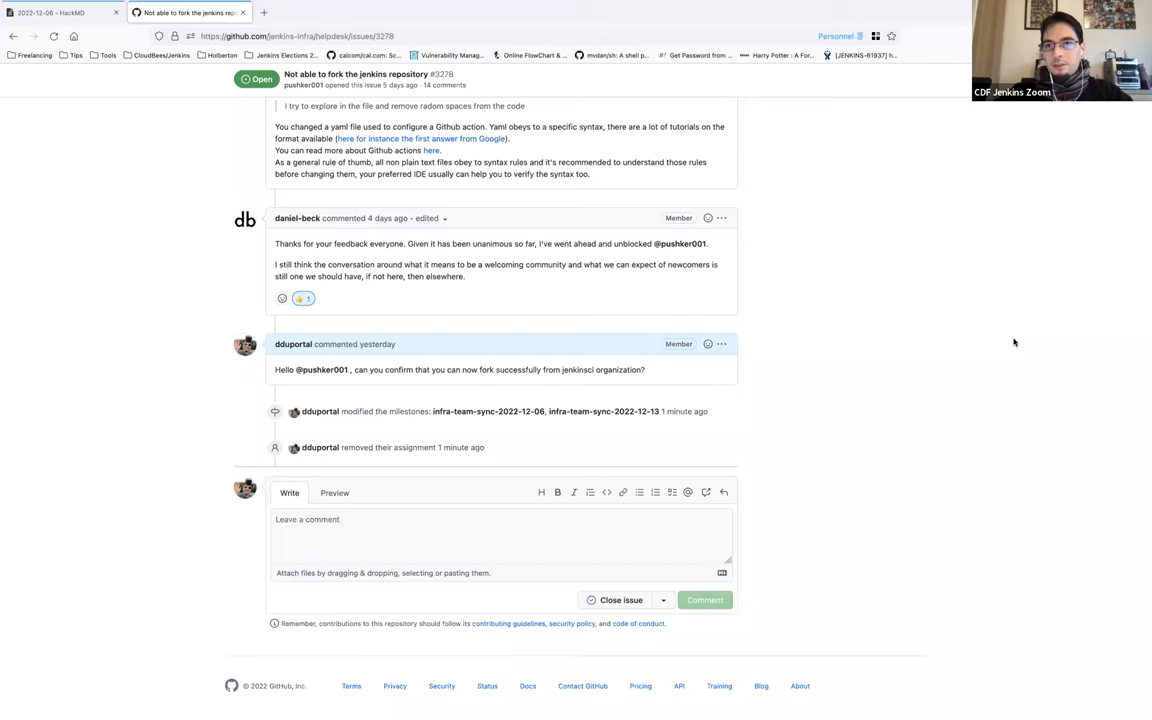 2022-12-06 - HackMD
Not able to fork the jenkins rep
https://github.com/jenkins-infra/helpdesk/issues/3278
Personnel
Freelancing
Tips
Tools
CloudBees/Jenkins
Holberton
Jenkins Elections 2...
calcom/cal.com: Sc...
Vulnerability Manag...
Online FlowChart & ...
mvdan/sh: A shell p...
Get Password from ...
Harry Potter : A For...
[JENKINS-61937] h...
CDF Jenkins Zoom
Open
Not able to fork the jenkins repository #3278
pushker001 opened this issue 5 days ago · 14 comments
I try to explore in the file and remove radom spaces from the code
You changed a yaml file used to configure a Github action. Yaml obeys to a specific syntax, there are a lot of tutorials on the
format available (here for instance the first answer from Google).
You can read more about Github actions here.
As a general rule of thumb, all non plain text files obey to syntax rules and it's recommended to understand those rules
before changing them, your preferred IDE usually can help you to verify the syntax too.
db
daniel-beck commented 4 days ago · edited
Member
Thanks for your feedback everyone. Given it has been unanimous so far, I've went ahead and unblocked @pushker001.
I still think the conversation around what it means to be a welcoming community and what we can expect of newcomers is
still one we should have, if not here, then elsewhere.
1
dduportal commented yesterday
Member
Hello @pushker001 , can you confirm that you can now fork successfully from jenkinsci organization?
dduportal modified the milestones: infra-team-sync-2022-12-06, infra-team-sync-2022-12-13 1 minute ago
dduportal removed their assignment 1 minute ago
Write
Preview
Leave a comment
Attach files by dragging & dropping, selecting or pasting them.
Close issue
Comment
Remember, contributions to this repository should follow its contributing guidelines, security policy, and code of conduct.
© 2022 GitHub, Inc.
Terms
Privacy
Security
Status
Docs
Contact GitHub
Pricing
API
Training
Blog
About